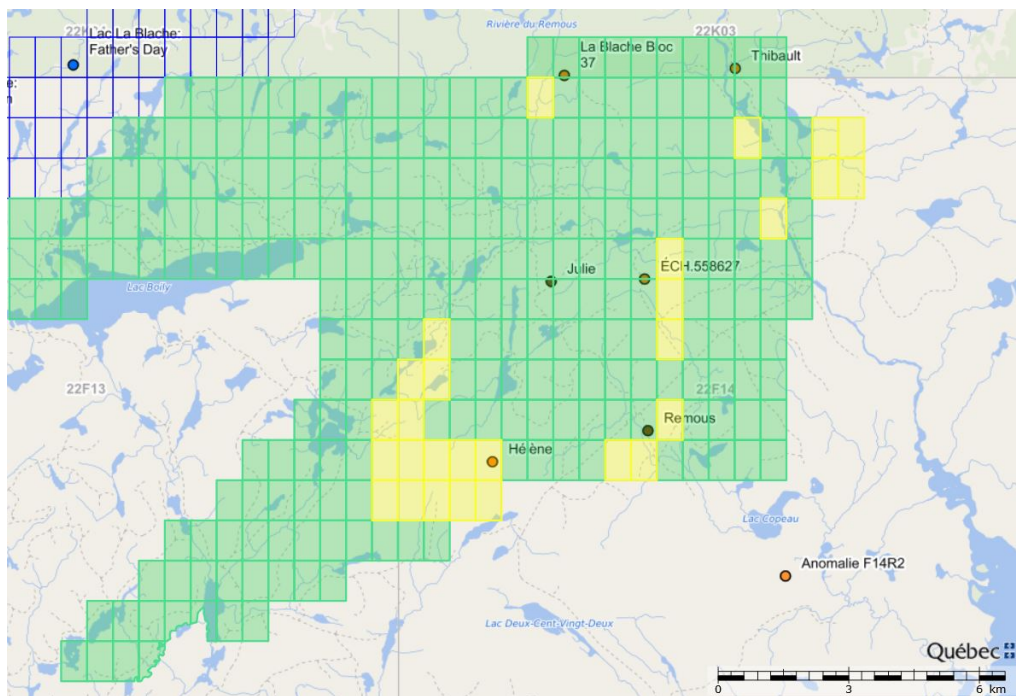 Rivière du Remous
Lac La Blache:
Father's Day
22K03
La Blache Bloc
37
Thibault
Julie
ÉCH.558627
Lac Boily
22F13
22F14
Remous
Hélène
Lac Copeau
Anomalie F14R2
Lac Deux-Cent-Vingt-Deux
Québec
0 3 6 km